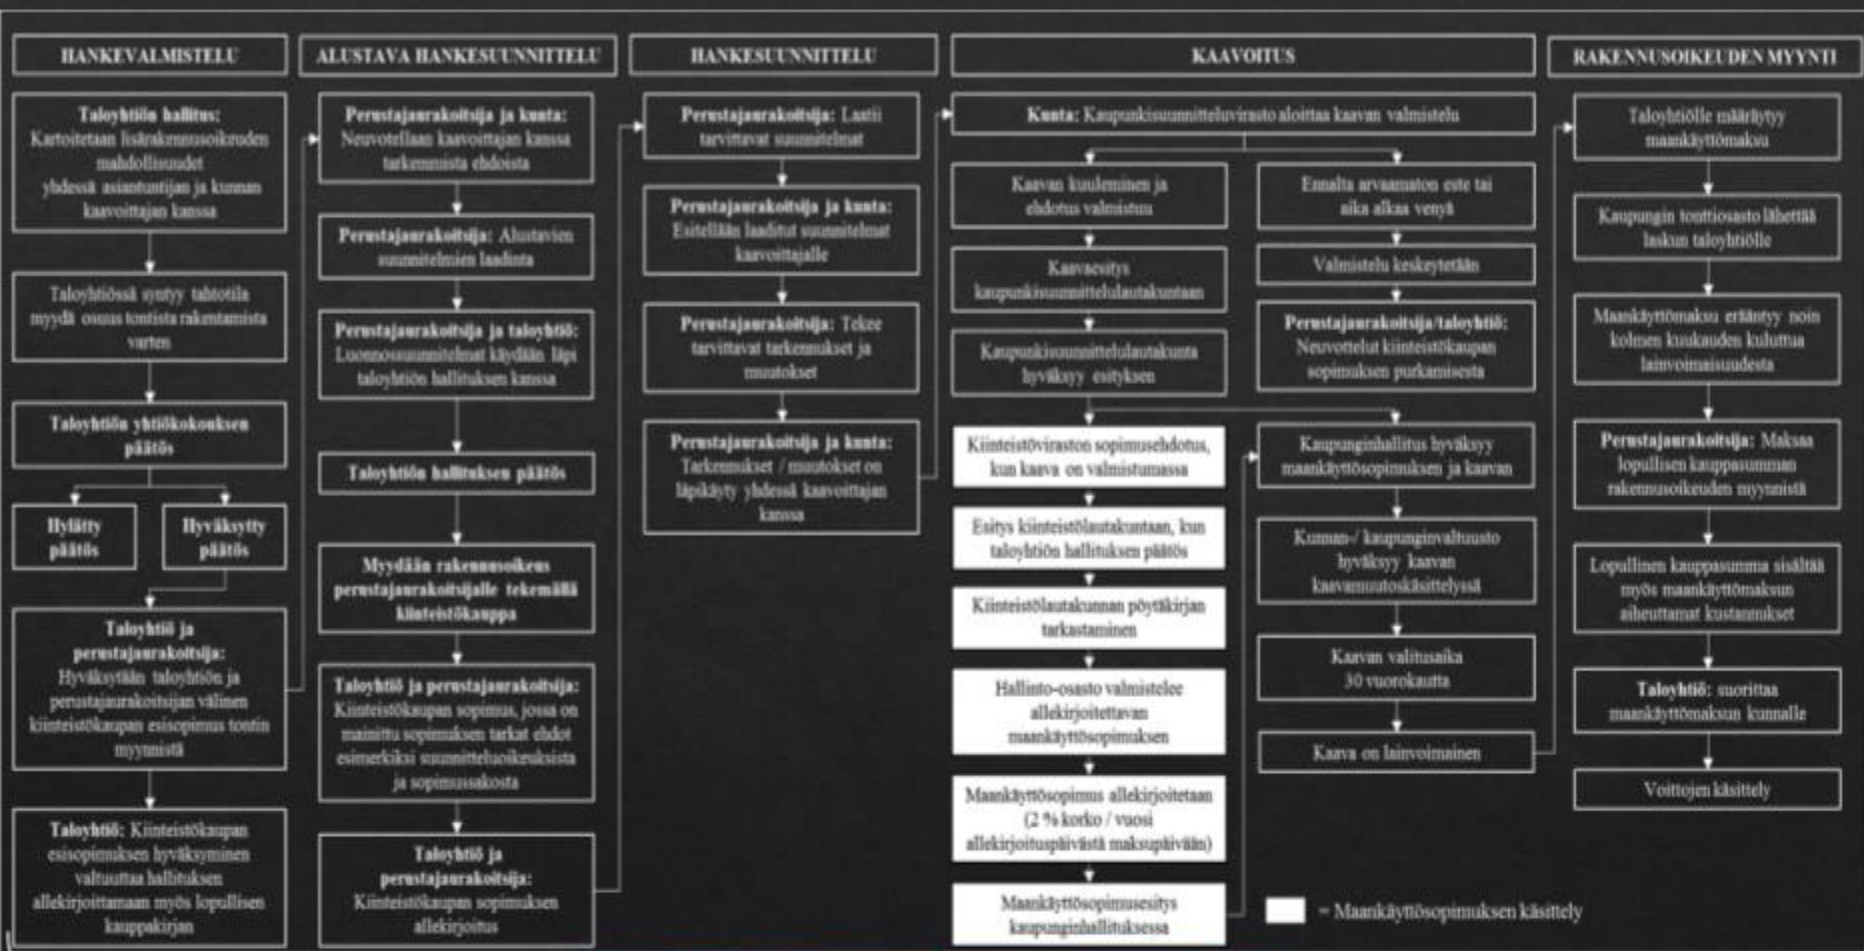 HANKEVALMISTELU
Taloyhtiön hallitus:
Kartoitetaan lisärakennusoikeuden
mahdollisuudet
yhdessä asiantuntijan ja kunnan
kaavoittajan kanssa
Taloyhtiössä syntyy tahtotila
myydä osuus tontista rakentamista
varten
Taloyhtiön yhtiökokouksen
päätös
Hylätty
päätös
Hyväksytty
päätös
Taloyhtiö ja
perustajaurakoitsija:
Hyväksytään taloyhtiön ja
perustajaurakoitsijan välinen
kiinteistökaupan esisopimus tontin
myynnistä
Taloyhtiö: Kiinteistökaupan
esisopimuksen hyväksyminen
valtuuttaa hallituksen
allekirjoittamaan myös lopullisen
kauppakirjan
ALUSTAVA HANKESUUNNITTELU
Perustajaurakoitsija ja kunta:
Neuvotellaan kaavoittajan kanssa
tarkemmista ehdoista
Perustajaurakoitsija: Alustavien
suunnitelmien laadinta
Perustajaurakoitsija ja taloyhtiö:
Luonnossuunnitelmat käydään läpi
taloyhtiön hallituksen kanssa
Taloyhtiön hallituksen päätös
Myydään rakennusoikeus
perustajaurakoitsijalle tekemällä
kiinteistökauppa
Taloyhtiö ja perustajaurakoitsija:
Kiinteistökaupan sopimus, jossa on
mainittu sopimuksen tarkat ehdot
esimerkiksi suunnitteluoikeuksista
ja sopimussakosta
Taloyhtiö ja
perustajaurakoitsija:
Kiinteistökaupan sopimuksen
allekirjoitus
HANKESUUNNITTELU
Perustajaurakoitsija: Laatii
tarvittavat suunnitelmat
Perustajaurakoitsija ja kunta:
Esitellään laaditut suunnitelmat
kaavoittajalle
Perustajaurakoitsija: Tekee
tarvittavat tarkennukset ja
muutokset
Perustajaurakoitsija ja kunta:
Tarkennukset / muutokset on
läpikäyty yhdessä kaavoittajan
kanssa
KAAVOITUS
Kunta: Kaupunkisuunnitteluvirasto aloittaa kaavan valmistelu
Kaavan kuuleminen ja
ehdotus valmistuu
Kaavaesitys
kaupunkisuunnittelulautakuntaan
Kaupunkisuunnittelulautakunta
hyväksyy esityksen
Ennalta arvaamaton este tai
aika alkaa venyä
Valmistelu keskeytetään
Perustajaurakoitsija/taloyhtiö:
Neuvottelut kiinteistökaupan
sopimuksen purkamisesta
Kiinteistöviraston sopimusehdotus,
kun kaava on valmistumassa
Esitys kiinteistölautakuntaan, kun
taloyhtiön hallituksen päätös
Kiinteistölautakunnan pöytäkirjan
tarkastaminen
Hallinto-osasto valmistelee
allekirjoitettavan
maankäyttösopimuksen
Maankäyttösopimus allekirjoitetaan
(2 % korko / vuosi
allekirjoituspäivästä maksupäivään)
Maankäyttösopimusesitys
kaupunginhallituksessa
Kaupunginhallitus hyväksyy
maankäyttösopimuksen ja kaavan
Kunnan-/ kaupunginvaltuusto
hyväksyy kaavan
kaavamuutoskäsittelyssä
Kaavan valitusaika
30 vuorokautta
Kaava on lainvoimainen
RAKENNUSOIKEUDEN MYYNTI
Taloyhtiölle määräytyy
maankäyttömaksu
Kaupungin tonttiosasto lähettää
laskun taloyhtiölle
Maankäyttömaksu erääntyy noin
kolmen kuukauden kuluttua
lainvoimaisuudesta
Perustajaurakoitsija: Maksaa
lopullisen kauppasumman
rakennusoikeuden myynnistä
Lopullinen kauppasumma sisältää
myös maankäyttömaksun
aiheuttamat kustannukset
Taloyhtiö: suorittaa
maankäyttömaksun kunnalle
Voittojen käsittely
= Maankäyttösopimuksen käsittely